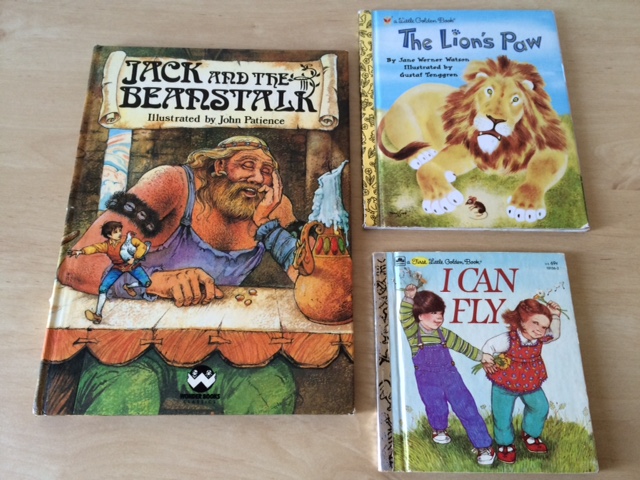 JACK AND THE
BEANSTALK
Illustrated by John Patience
a Little Golden Book®
The Lion's Paw
By Jane Werner Watson
Illustrated by
Gustaf Tenggren
a First Little Golden Book®
I CAN
FLY